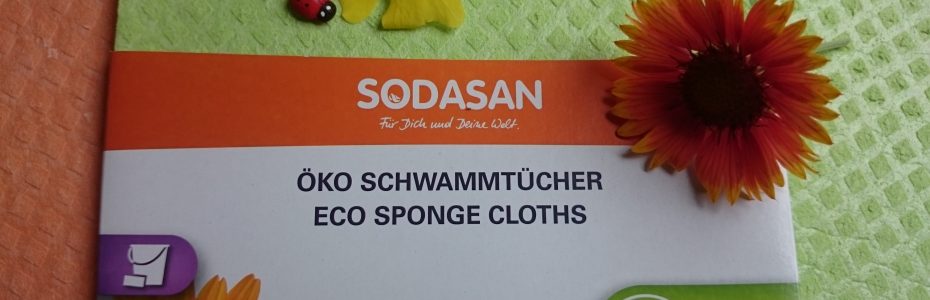 SODASAN
Für Dich und Deine Welt.
ÖKO SCHWAMMTÜCHER
ECO SPONGE CLOTHS